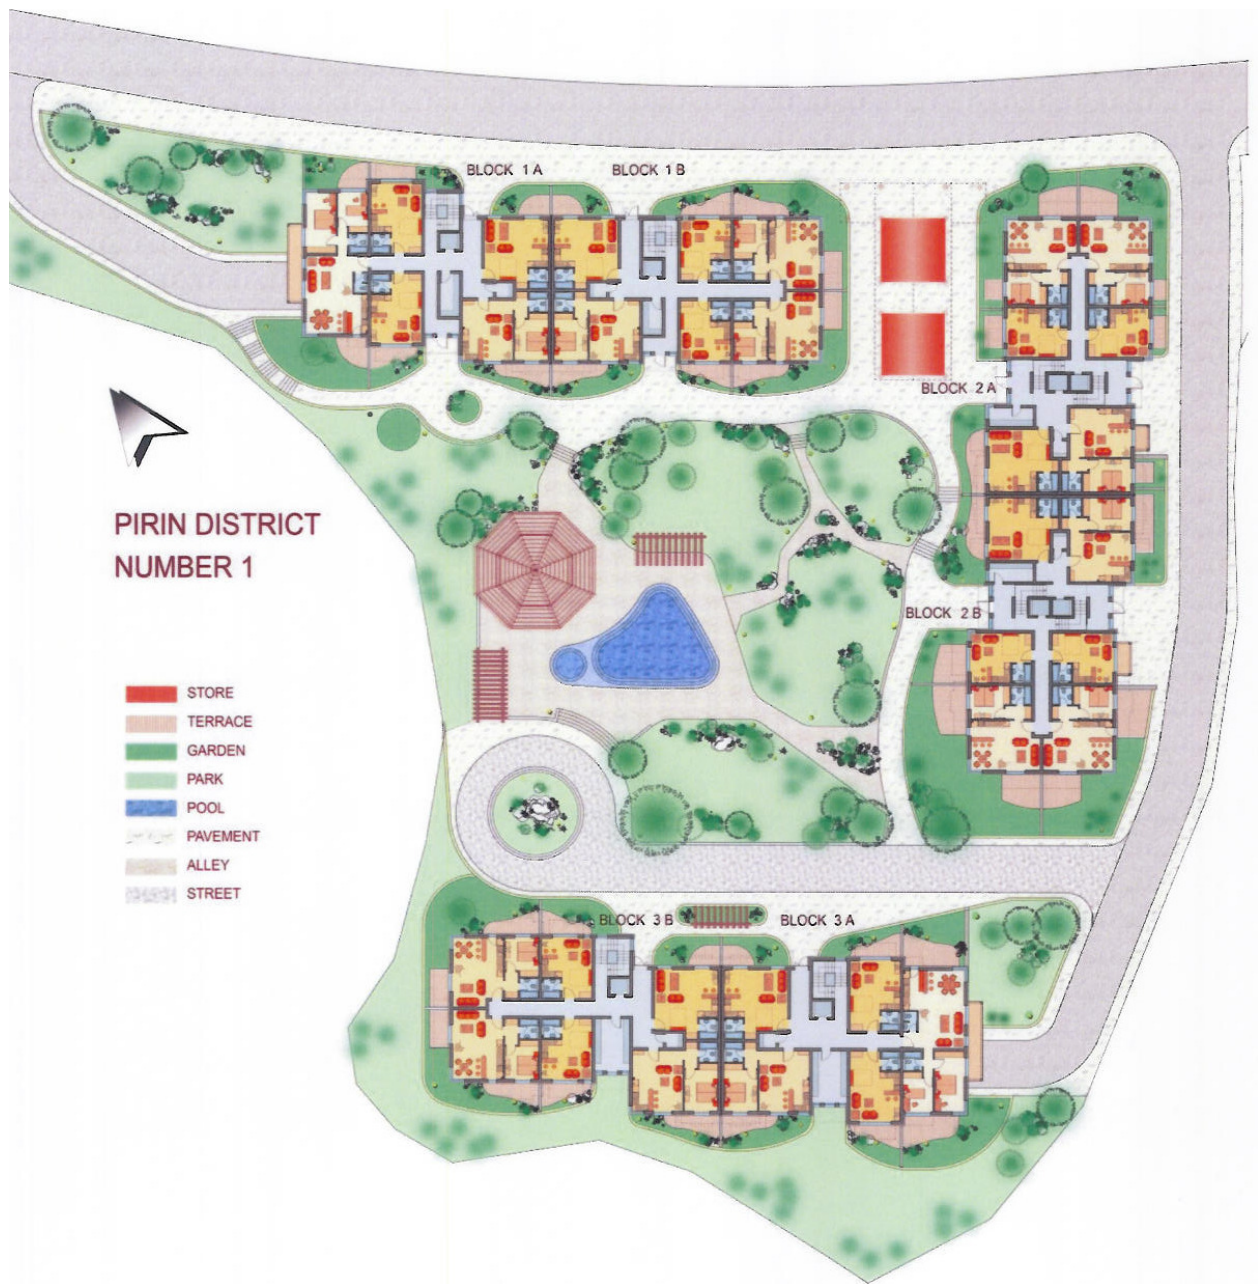 BLOCK 1 A
BLOCK 1 B
BLOCK 2 A
PIRIN DISTRICT
NUMBER 1
BLOCK 2 B
STORE
TERRACE
GARDEN
PARK
POOL
PAVEMENT
ALLEY
STREET
BLOCK 3 B
BLOCK 3 A